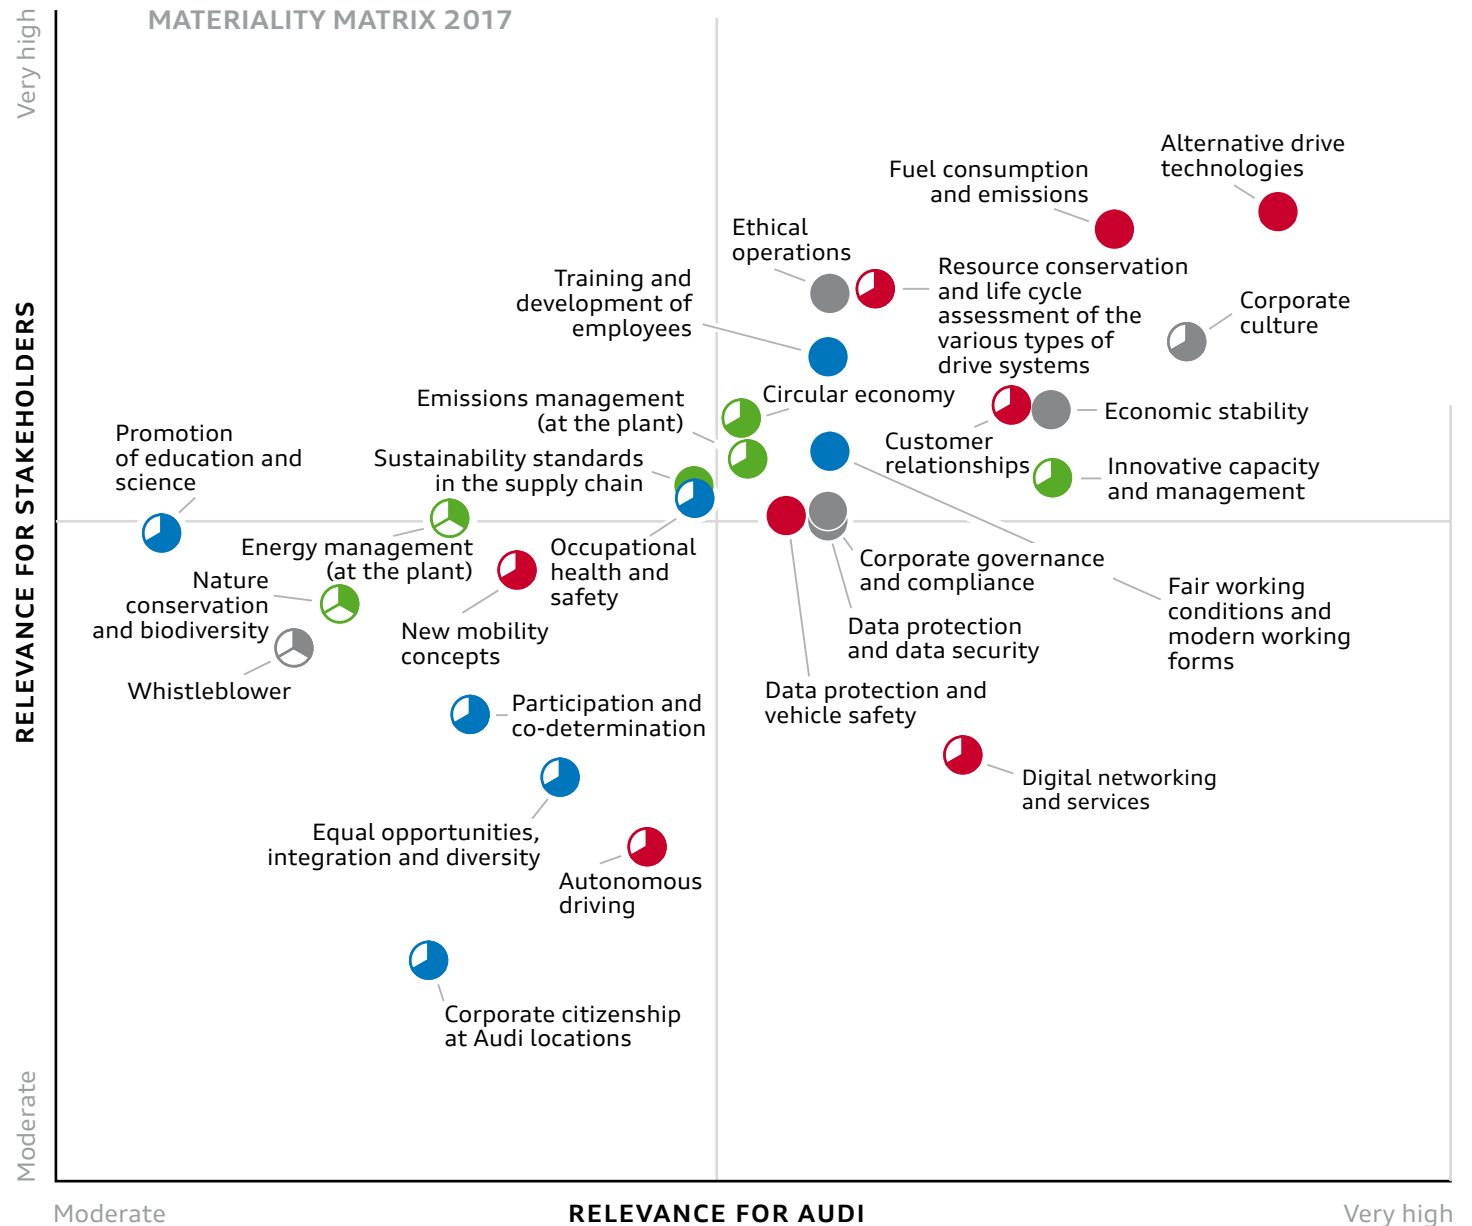 MATERIALITY MATRIX 2017
Very high
RELEVANCE FOR STAKEHOLDERS
Moderate
Alternative drive
technologies
Fuel consumption
and emissions
Ethical
operations
Resource conservation
and life cycle
assessment of the
various types of
drive systems
Training and
development of
employees
Corporate
culture
Emissions management
(at the plant)
Circular economy
Economic stability
Customer
relationships
Promotion
of education and
science
Sustainability standards
in the supply chain
Innovative capacity
and management
Energy management
(at the plant)
Occupational
health and
safety
Corporate governance
and compliance
Nature
conservation
and biodiversity
Fair working
conditions and
modern working
forms
New mobility
concepts
Data protection
and data security
Whistleblower
Data protection and
vehicle safety
Participation and
co-determination
Digital networking
and services
Equal opportunities,
integration and diversity
Autonomous
driving
Corporate citizenship
at Audi locations
Moderate
RELEVANCE FOR AUDI
Very high